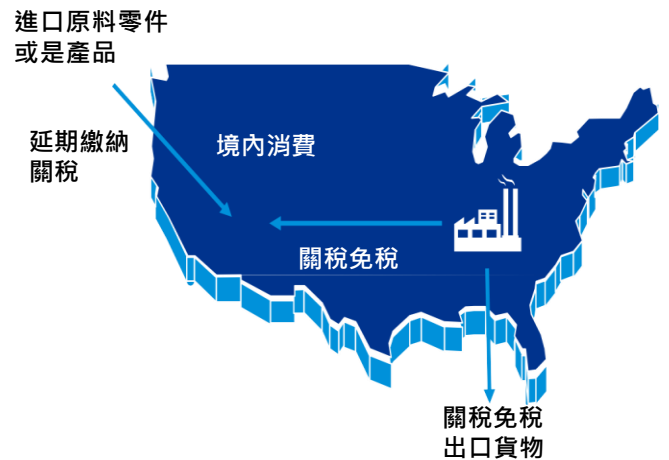 進口原料零件
或是產品
延期繳納
關稅
境內消費
關稅免稅
關稅免稅
出口貨物